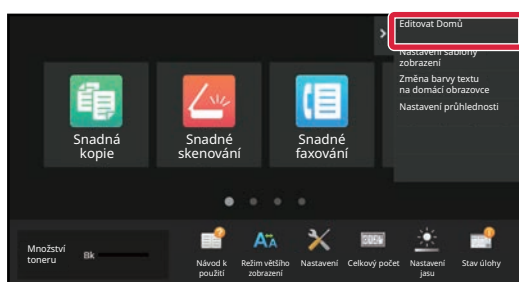 Editovat Domů
Nastavení šablony
zobrazení
Změna barvy textu
na domácí obrazovce
Nastavení průhlednosti
Snadná
kopie
Snadné
skenování
Snadné
faxování
Množství
toneru
Bk
Návod k
použití
Režim většího
zobrazení
Nastavení
Celkový počet
Nastavení
jasu
Stav úlohy